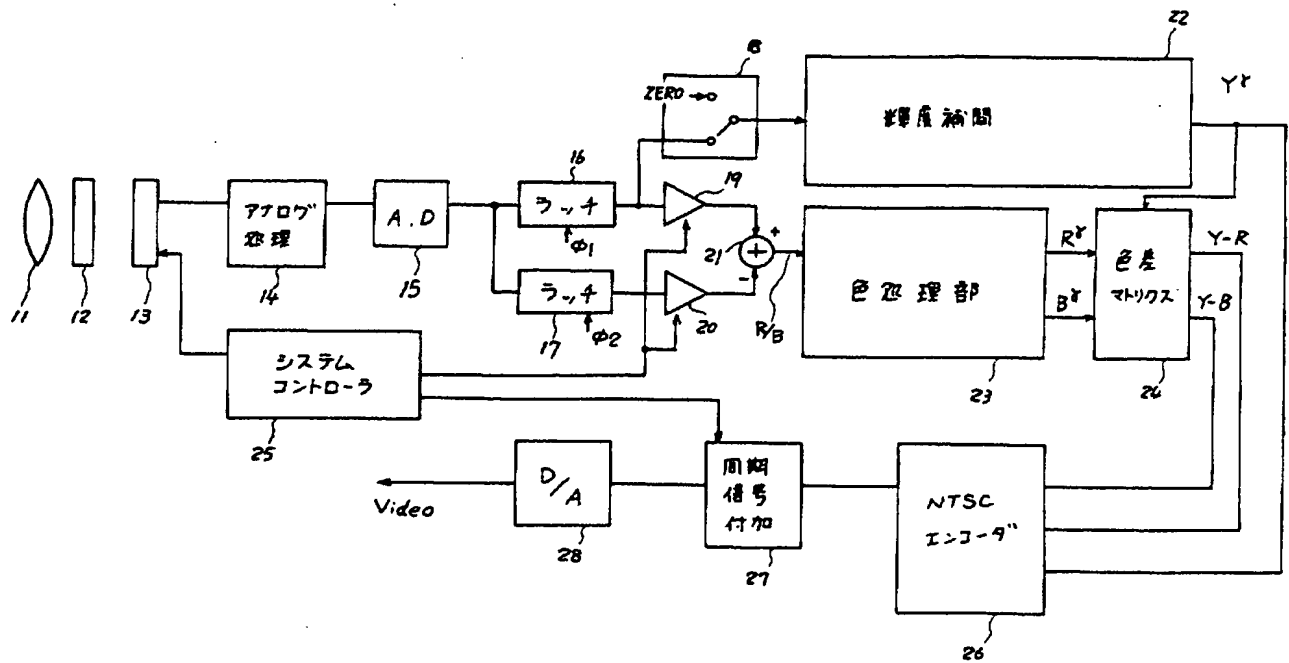 22
B
ZERO
Yγ
輝度補間
16
19
ラッチ
φ1
アナログ
処理
A.D
+
21
-
Rγ
Bγ
色差
マトリクス
Y-R
Y-B
11
12
13
14
15
ラッチ
17
φ2
20
R/B
色処理部
23
24
システム
コントローラ
25
Video
D/A
28
同期
信号
付加
27
NTSC
エンコーダ
26